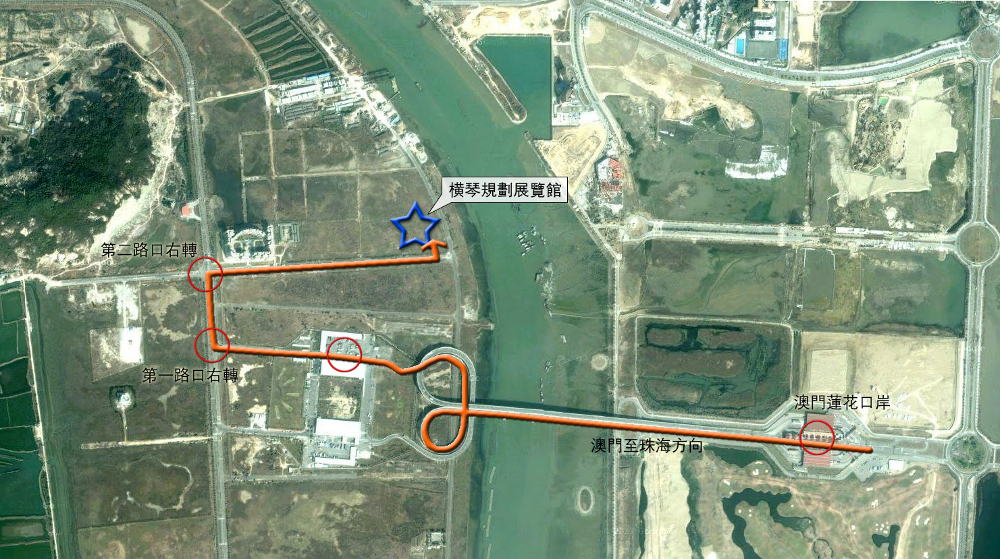 横琴規劃展覽館
第二路口右轉
第一路口右轉
澳門蓮花口岸
澳門至珠海方向